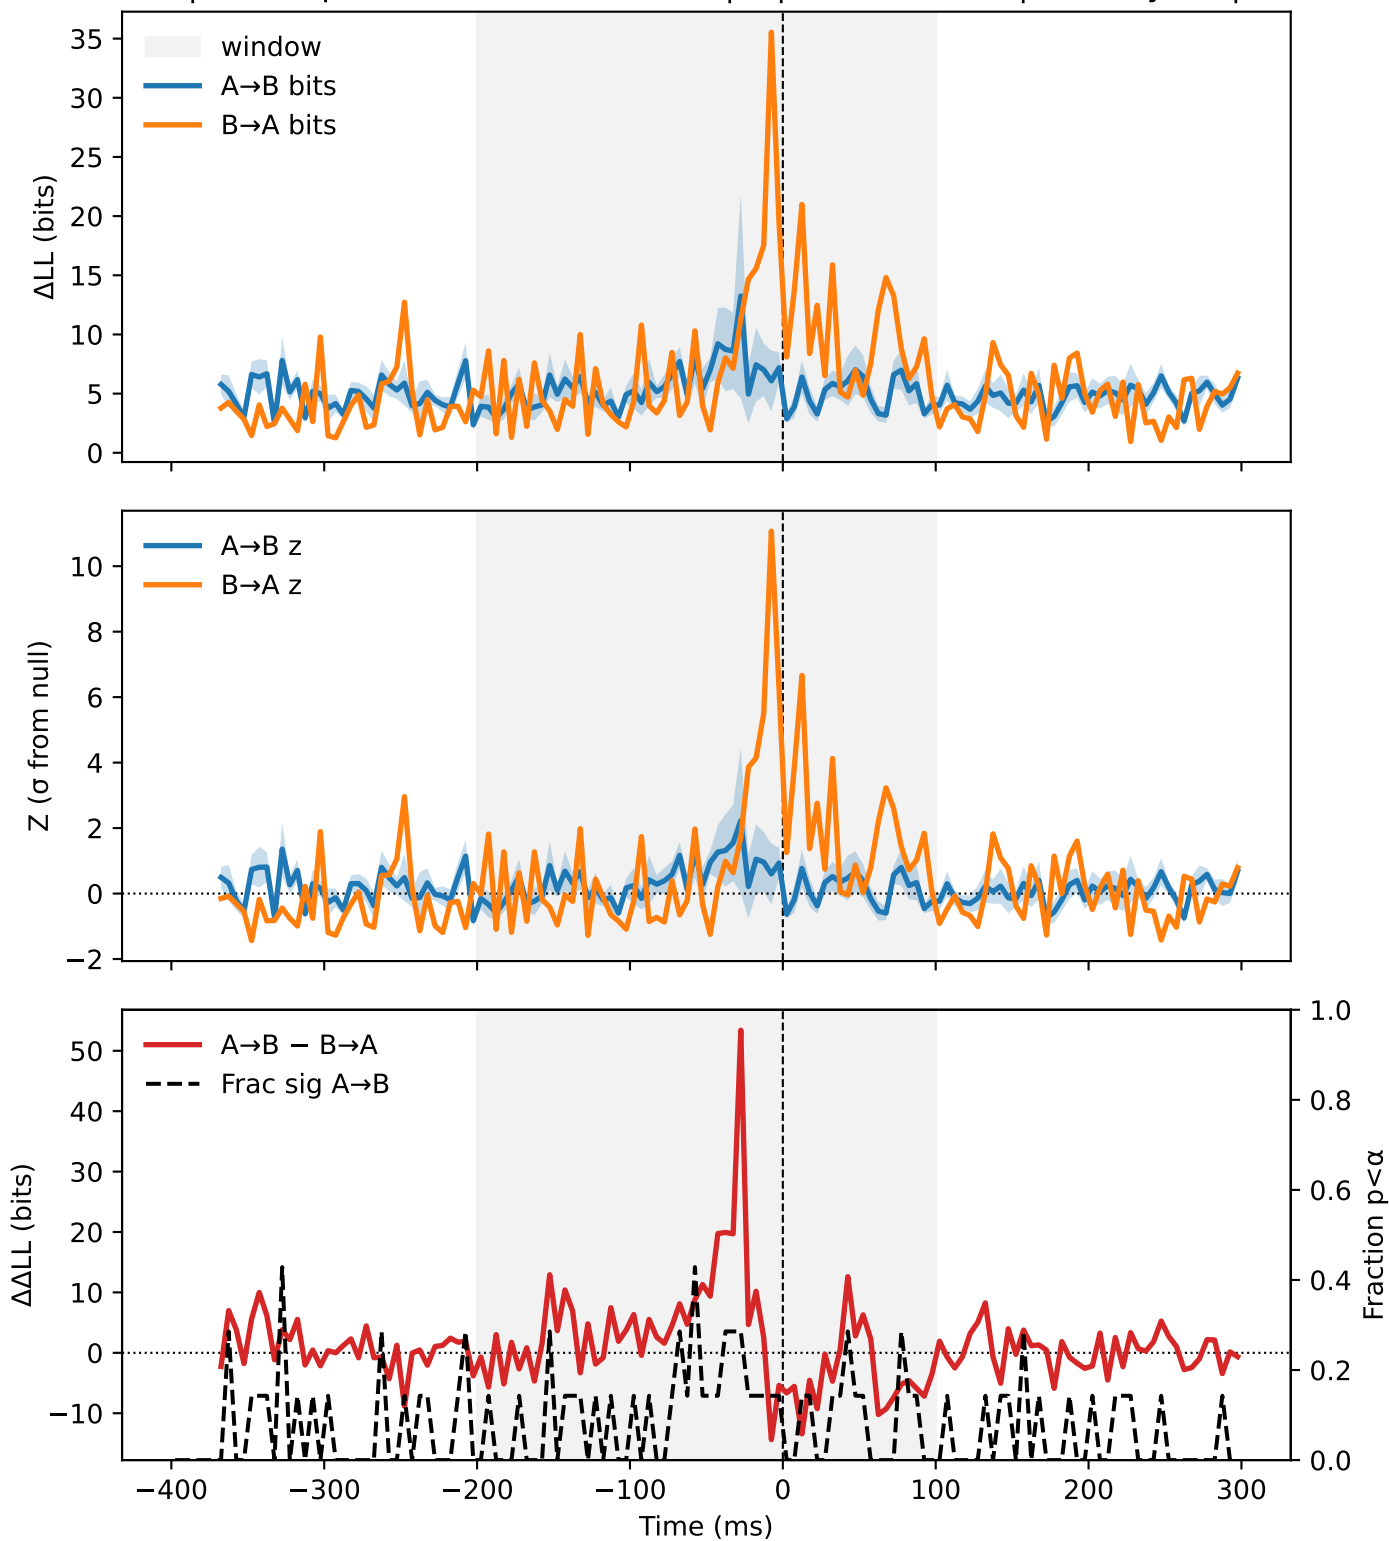 window
A→B bits
B→A bits
ΔLL (bits)
35
30
25
20
15
10
5
0
A→B z
B→A z
Z (σ from null)
10
8
6
4
2
0
−2
A→B − B→A
Frac sig A→B
ΔΔLL (bits)
50
40
30
20
10
0
−10
1.0
0.8
0.6
0.4
0.2
0.0
Fraction p<α
−400 −300 −200 −100 0 100 200 300
Time (ms)